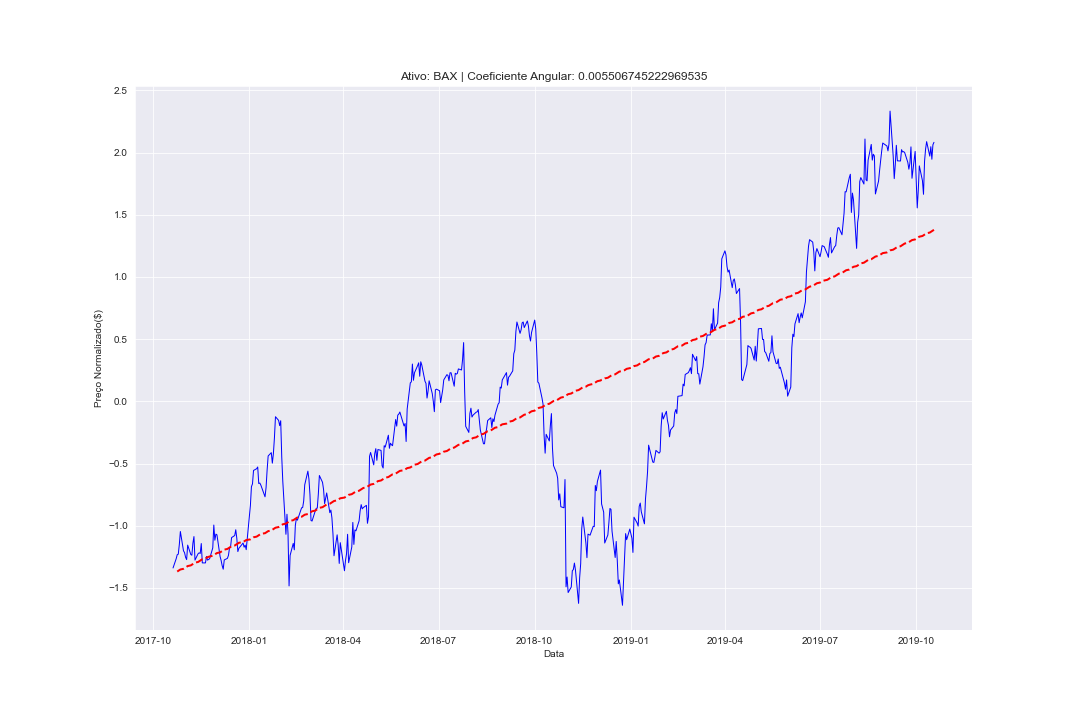 Ativo: BAX | Coeficiente Angular: 0.005506745222969535
2.5
2.0
1.5
1.0
0.5
0.0
−0.5
−1.0
−1.5
Preço Normalizado($)
2017-10 2018-01 2018-04 2018-07 2018-10 2019-01 2019-04 2019-07 2019-10
Data